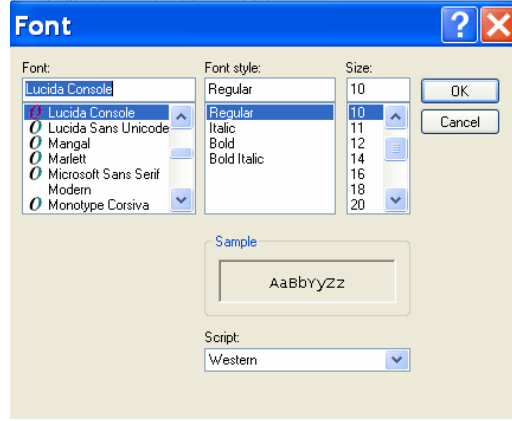 Font
Font:
Lucida Console
Lucida Console
Lucida Sans Unicode
Mangal
Marlett
Microsoft Sans Serif
Modern
Monotype Corsiva
Font style:
Regular
Regular
Italic
Bold
Bold Italic
Size:
10
10
11
12
14
16
18
20
OK
Cancel
Sample
AaBbYyZz
Script:
Western